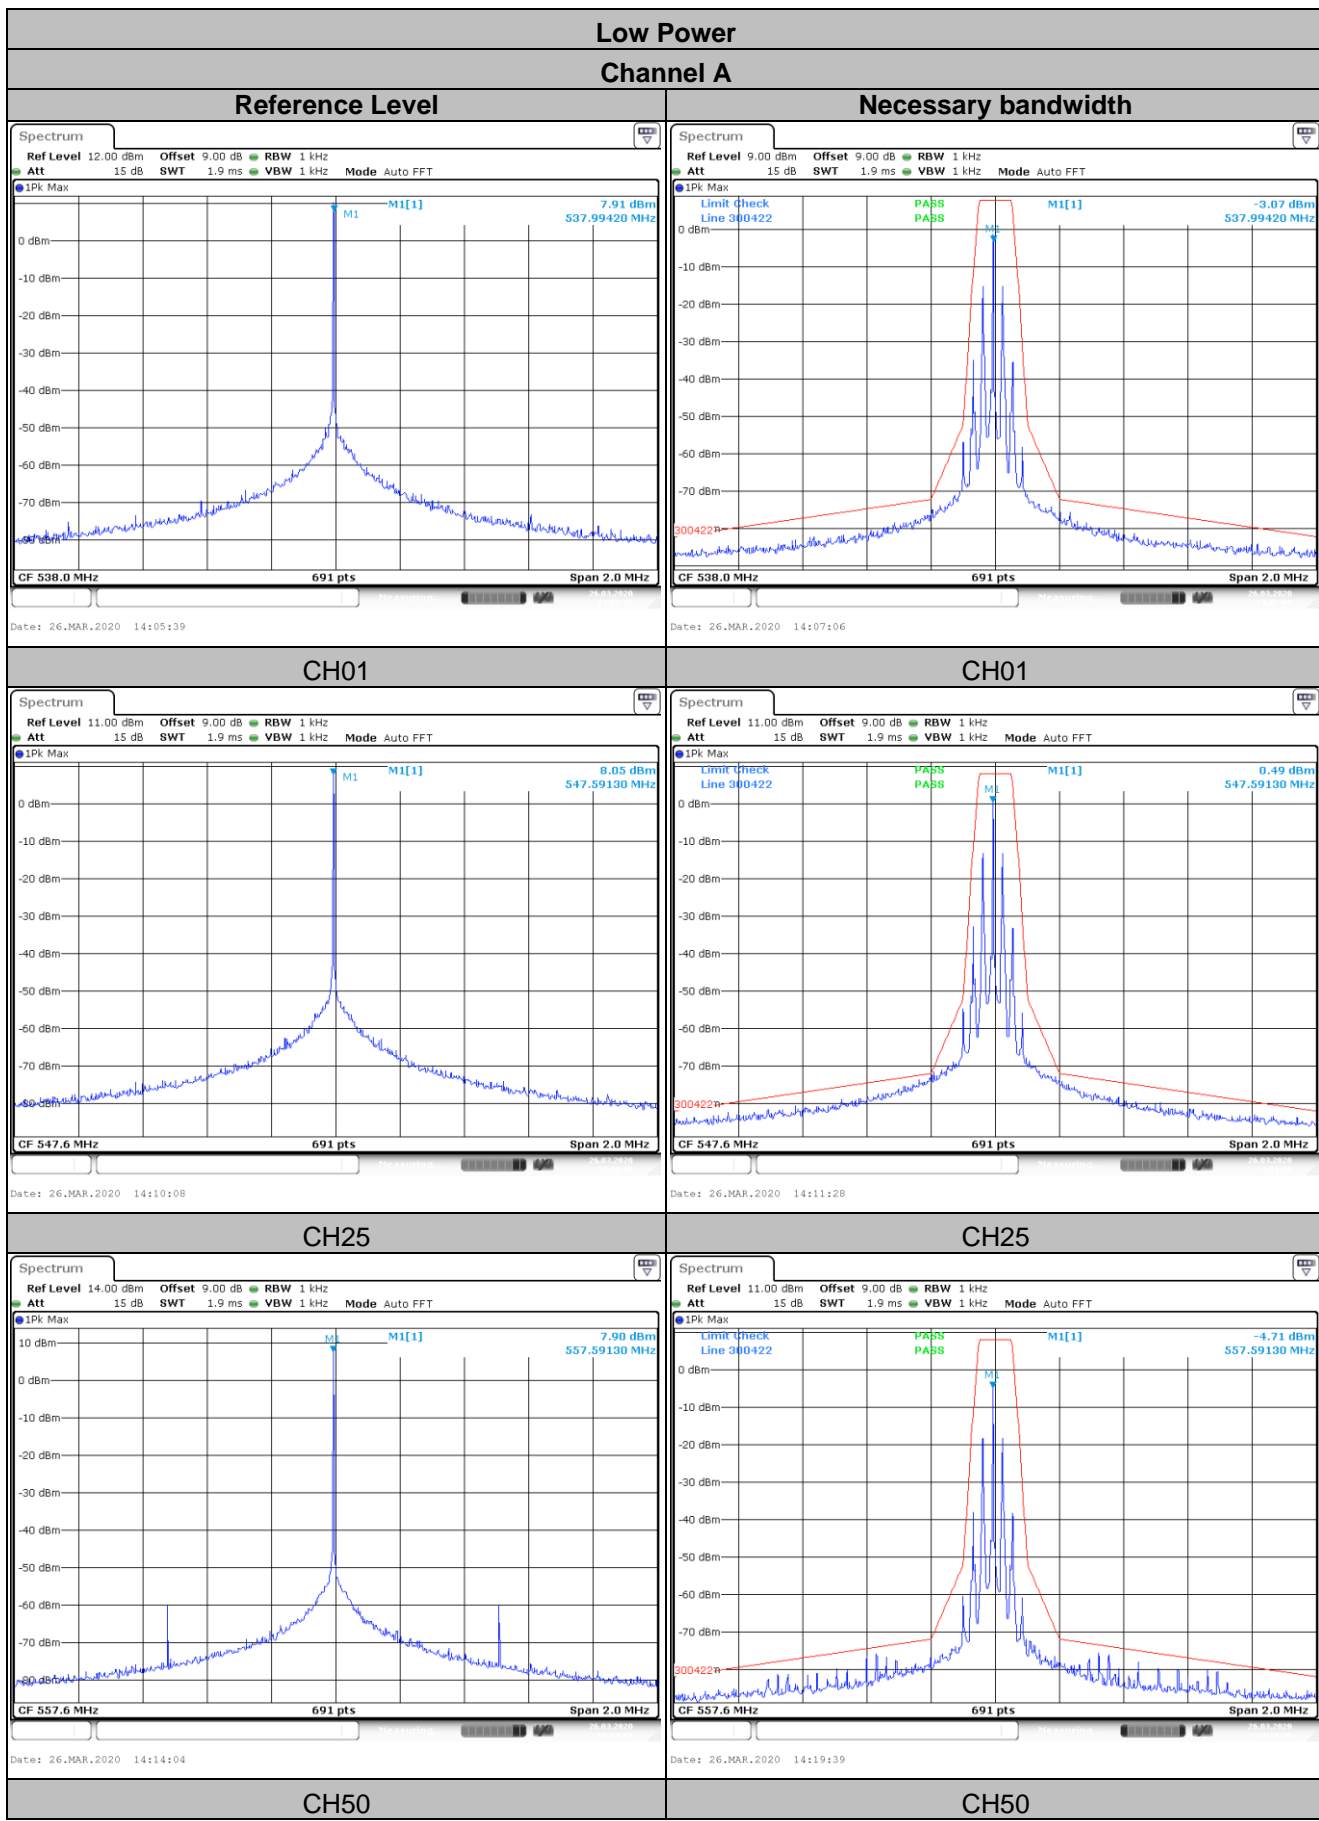 Low Power
Channel A
Reference Level
Necessary bandwidth
Spectrum
Ref Level 12.00 dBm Offset 9.00 dB RBW 1 kHz
Att 15 dB SWT 1.9 ms VBW 1 kHz Mode Auto FFT
1Pk Max
M1[1] 7.91 dBm
537.99420 MHz
M1
0 dBm
-10 dBm
-20 dBm
-30 dBm
-40 dBm
-50 dBm
-60 dBm
-70 dBm
CF 538.0 MHz 691 pts Span 2.0 MHz
Date: 26.MAR.2020 14:05:39
Spectrum
Ref Level 9.00 dBm Offset 9.00 dB RBW 1 kHz
Att 15 dB SWT 1.9 ms VBW 1 kHz Mode Auto FFT
1Pk Max
Limit Check PASS M1[1] -3.07 dBm
Line 300422 PASS 537.99420 MHz
0 dBm
M1
-10 dBm
-20 dBm
-30 dBm
-40 dBm
-50 dBm
-60 dBm
-70 dBm
300422
CF 538.0 MHz 691 pts Span 2.0 MHz
Date: 26.MAR.2020 14:07:06
CH01
CH01
Spectrum
Ref Level 11.00 dBm Offset 9.00 dB RBW 1 kHz
Att 15 dB SWT 1.9 ms VBW 1 kHz Mode Auto FFT
1Pk Max
M1[1] 8.05 dBm
547.59130 MHz
M1
0 dBm
-10 dBm
-20 dBm
-30 dBm
-40 dBm
-50 dBm
-60 dBm
-70 dBm
-80 dBm
CF 547.6 MHz 691 pts Span 2.0 MHz
Date: 26.MAR.2020 14:10:08
Spectrum
Ref Level 11.00 dBm Offset 9.00 dB RBW 1 kHz
Att 15 dB SWT 1.9 ms VBW 1 kHz Mode Auto FFT
1Pk Max
Limit Check PASS M1[1] 0.49 dBm
Line 300422 PASS 547.59130 MHz
M1
0 dBm
-10 dBm
-20 dBm
-30 dBm
-40 dBm
-50 dBm
-60 dBm
-70 dBm
300422
CF 547.6 MHz 691 pts Span 2.0 MHz
Date: 26.MAR.2020 14:11:28
CH25
CH25
Spectrum
Ref Level 14.00 dBm Offset 9.00 dB RBW 1 kHz
Att 15 dB SWT 1.9 ms VBW 1 kHz Mode Auto FFT
1Pk Max
10 dBm M1 M1[1] 7.90 dBm
557.59130 MHz
0 dBm
-10 dBm
-20 dBm
-30 dBm
-40 dBm
-50 dBm
-60 dBm
-70 dBm
-80 dBm
CF 557.6 MHz 691 pts Span 2.0 MHz
Date: 26.MAR.2020 14:14:04
Spectrum
Ref Level 11.00 dBm Offset 9.00 dB RBW 1 kHz
Att 15 dB SWT 1.9 ms VBW 1 kHz Mode Auto FFT
1Pk Max
Limit Check PASS M1[1] -4.71 dBm
Line 300422 PASS 557.59130 MHz
0 dBm
M1
-10 dBm
-20 dBm
-30 dBm
-40 dBm
-50 dBm
-60 dBm
-70 dBm
300422
CF 557.6 MHz 691 pts Span 2.0 MHz
Date: 26.MAR.2020 14:19:39
CH50
CH50